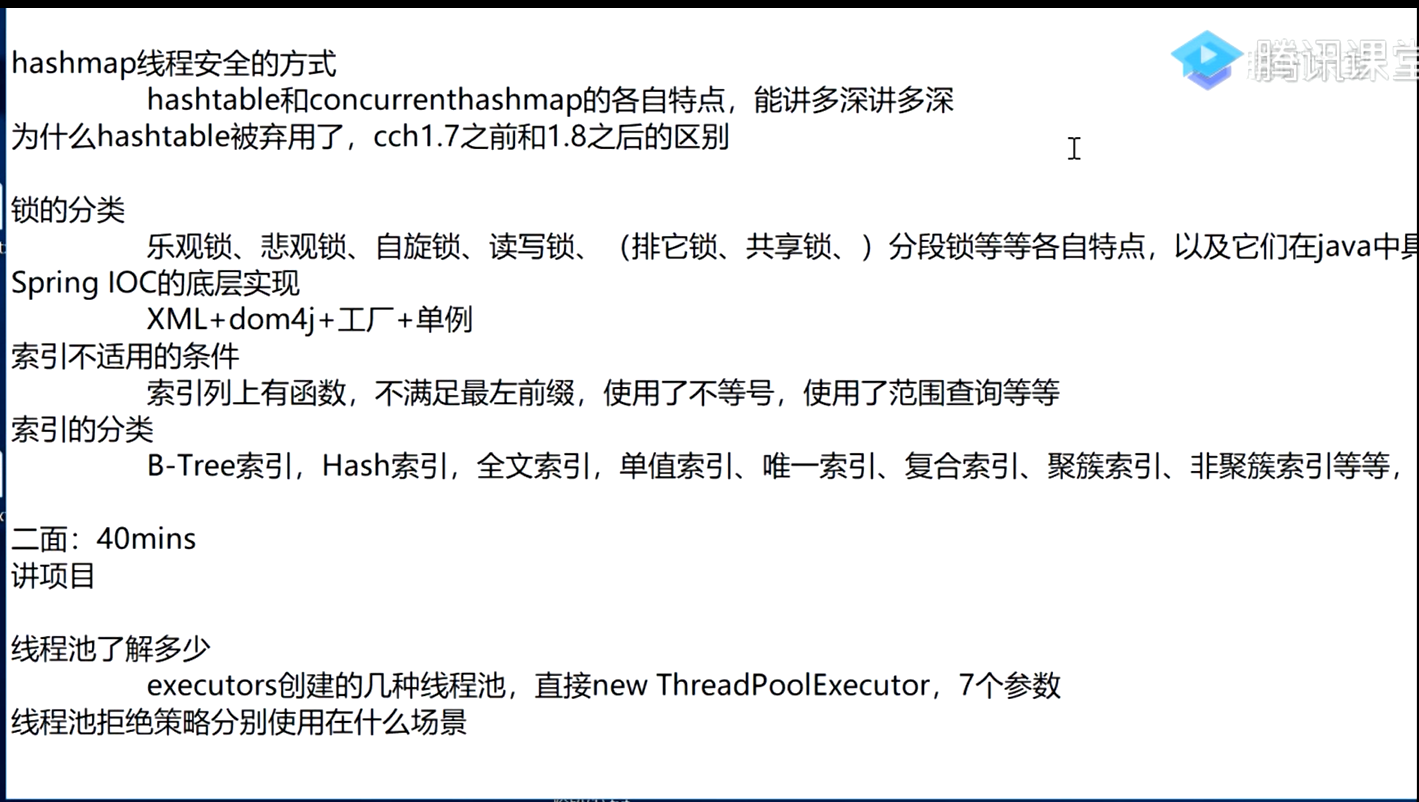 腾讯课堂
hashmap线程安全的方式
hashtable和concurrenthashmap的各自特点，能讲多深讲多深
为什么hashtable被弃用了，cch1.7之前和1.8之后的区别
锁的分类
乐观锁、悲观锁、自旋锁、读写锁、（排它锁、共享锁、）分段锁等等各自特点，以及它们在java中具
Spring IOC的底层实现
XML+dom4j+工厂+单例
索引不适用的条件
索引列上有函数，不满足最左前缀，使用了不等号，使用了范围查询等等
索引的分类
B-Tree索引，Hash索引，全文索引，单值索引、唯一索引、复合索引、聚簇索引、非聚簇索引等等，
二面：40mins
讲项目
线程池了解多少
executors创建的几种线程池，直接new ThreadPoolExecutor，7个参数
线程池拒绝策略分别使用在什么场景